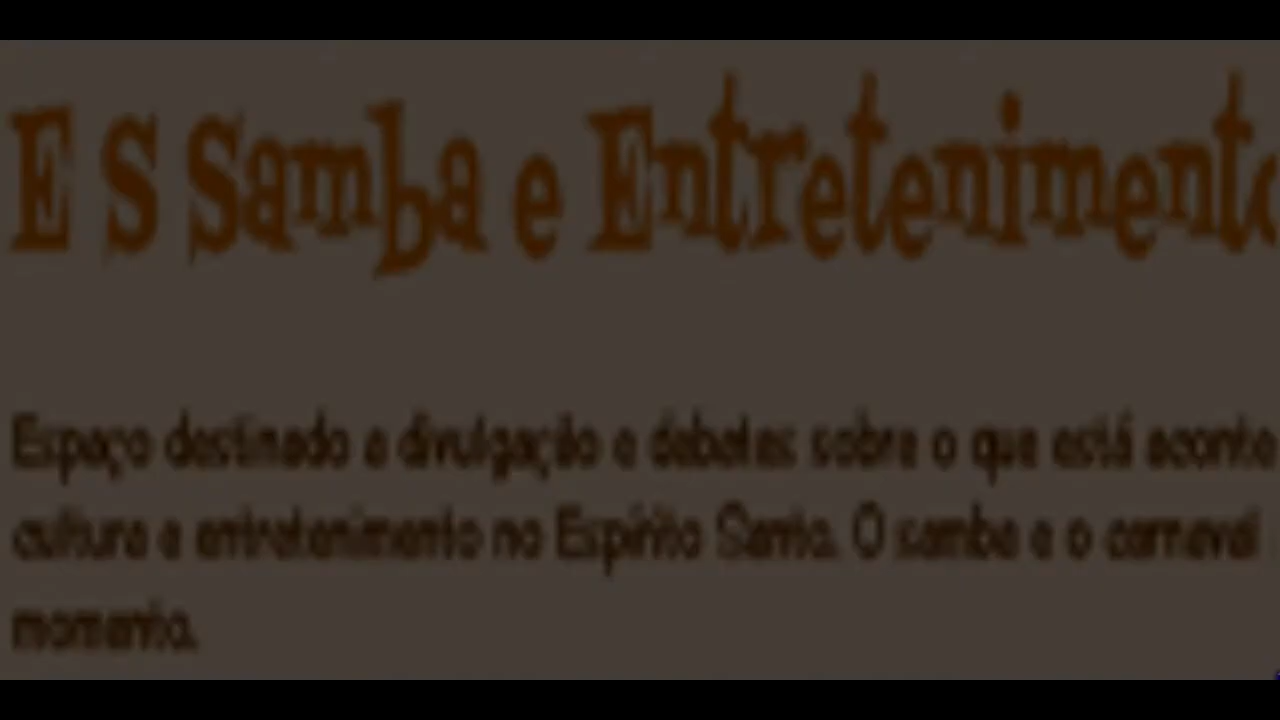 E S Samba e Entretenimento
Espaço destinado a divulgação e debates sobre o que está aconte
cultura e entretenimento no Espírito Santo. O samba e o carnaval
momento.